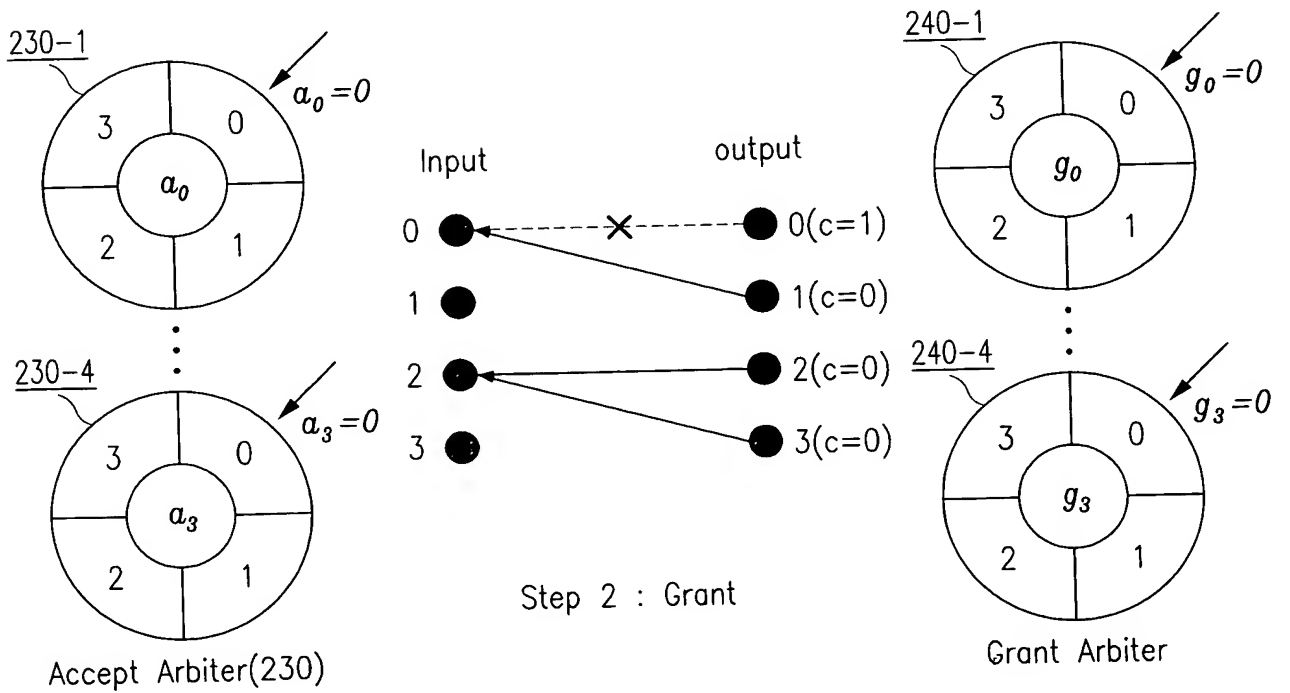 230-1
a0=0
3
0
a0
2
1
230-4
a3=0
3
0
a3
2
1
Accept Arbiter(230)
Input
output
0
0(c=1)
1
1(c=0)
2
2(c=0)
3
3(c=0)
Step 2 : Grant
240-1
g0=0
3
0
g0
2
1
240-4
g3=0
3
0
g3
2
1
Grant Arbiter